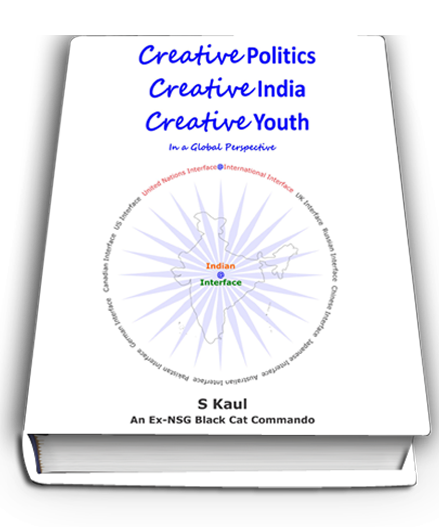 Creative Politics
Creative India
Creative Youth
In a Global Perspective
United Nations Interface
International Interface
UK Interface
Russian Interface
Chinese Interface
Japanese Interface
Australian Interface
Pakistan Interface
German Interface
Canadian Interface
US Interface
Indian
Interface
S Kaul
An Ex-NSG Black Cat Commando